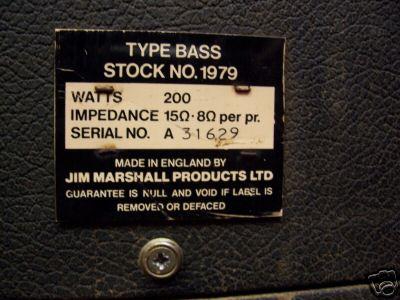 TYPE BASS
STOCK NO. 1979
WATTS 200
IMPEDANCE 15Ω·8Ω per pr.
SERIAL NO. A 31629
MADE IN ENGLAND BY
JIM MARSHALL PRODUCTS LTD
GUARANTEE IS NULL AND VOID IF LABEL IS
REMOVED OR DEFACED